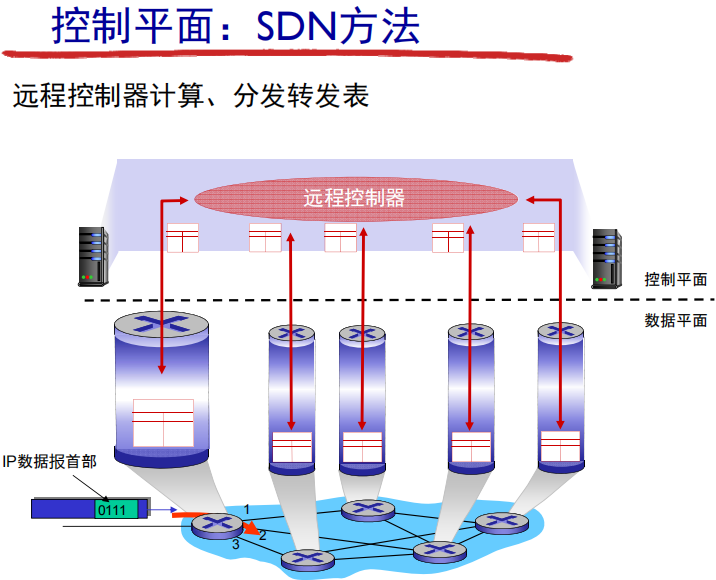 控制平面：SDN方法
远程控制器计算、分发转发表
远程控制器
控制平面
数据平面
IP数据报首部
0111
1
2
3